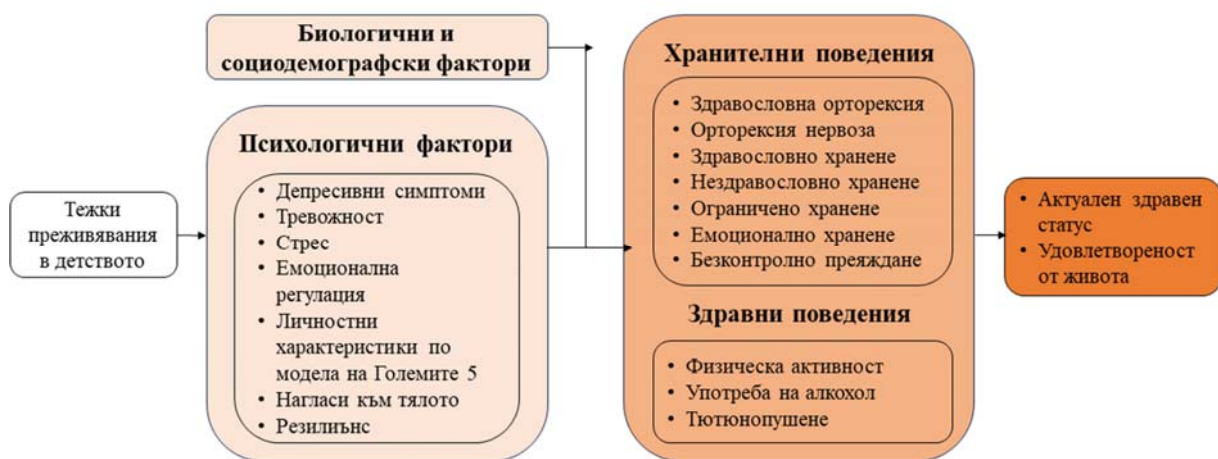 Биологични и
социодемографски фактори
Психологични фактори
• Депресивни симптоми
• Тревожност
• Стрес
• Емоционална
регулация
• Личностни
характеристики по
модела на Големите 5
• Нагласи към тялото
• Резилиънс
Тежки
преживявания
в детството
Хранителни поведения
• Здравословна орторексия
• Орторексия нервоза
• Здравословно хранене
• Нездравословно хранене
• Ограничено хранене
• Емоционално хранене
• Безконтролно преяждане
Здравни поведения
• Физическа активност
• Употреба на алкохол
• Тютюнопушене
• Актуален здравен
статус
• Удовлетвореност
от живота